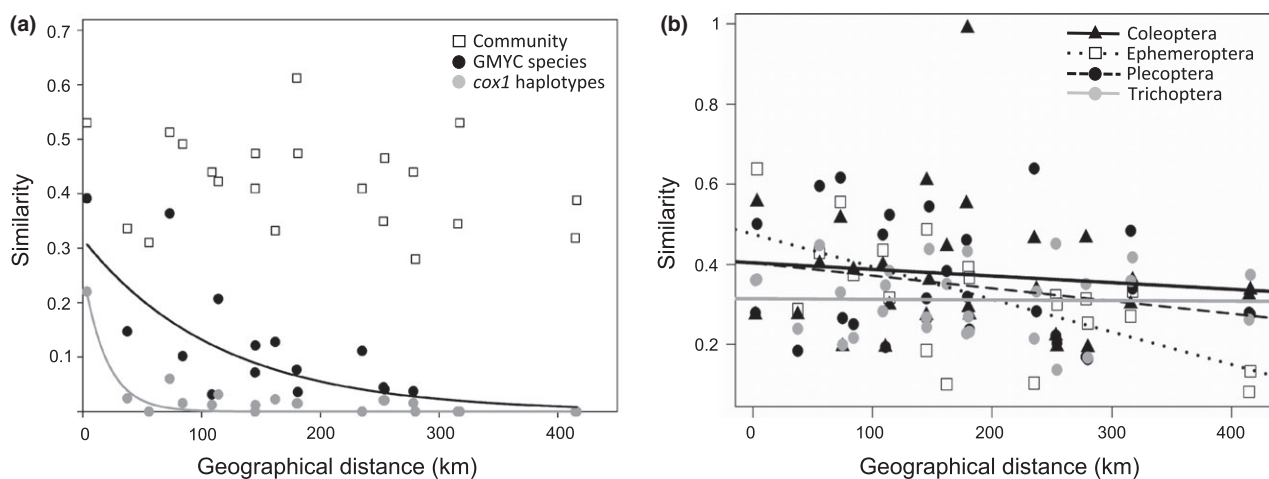 (a)
0.7
0.6
0.5
0.4
0.3
0.2
0.1
Similarity
Community
GMYC species
cox1 haplotypes
0
100
200
300
400
Geographical distance (km)
(b)
1
0.8
0.6
0.4
0.2
Similarity
Coleoptera
Ephemeroptera
Plecoptera
Trichoptera
0
100
200
300
400
Geographical distance (km)